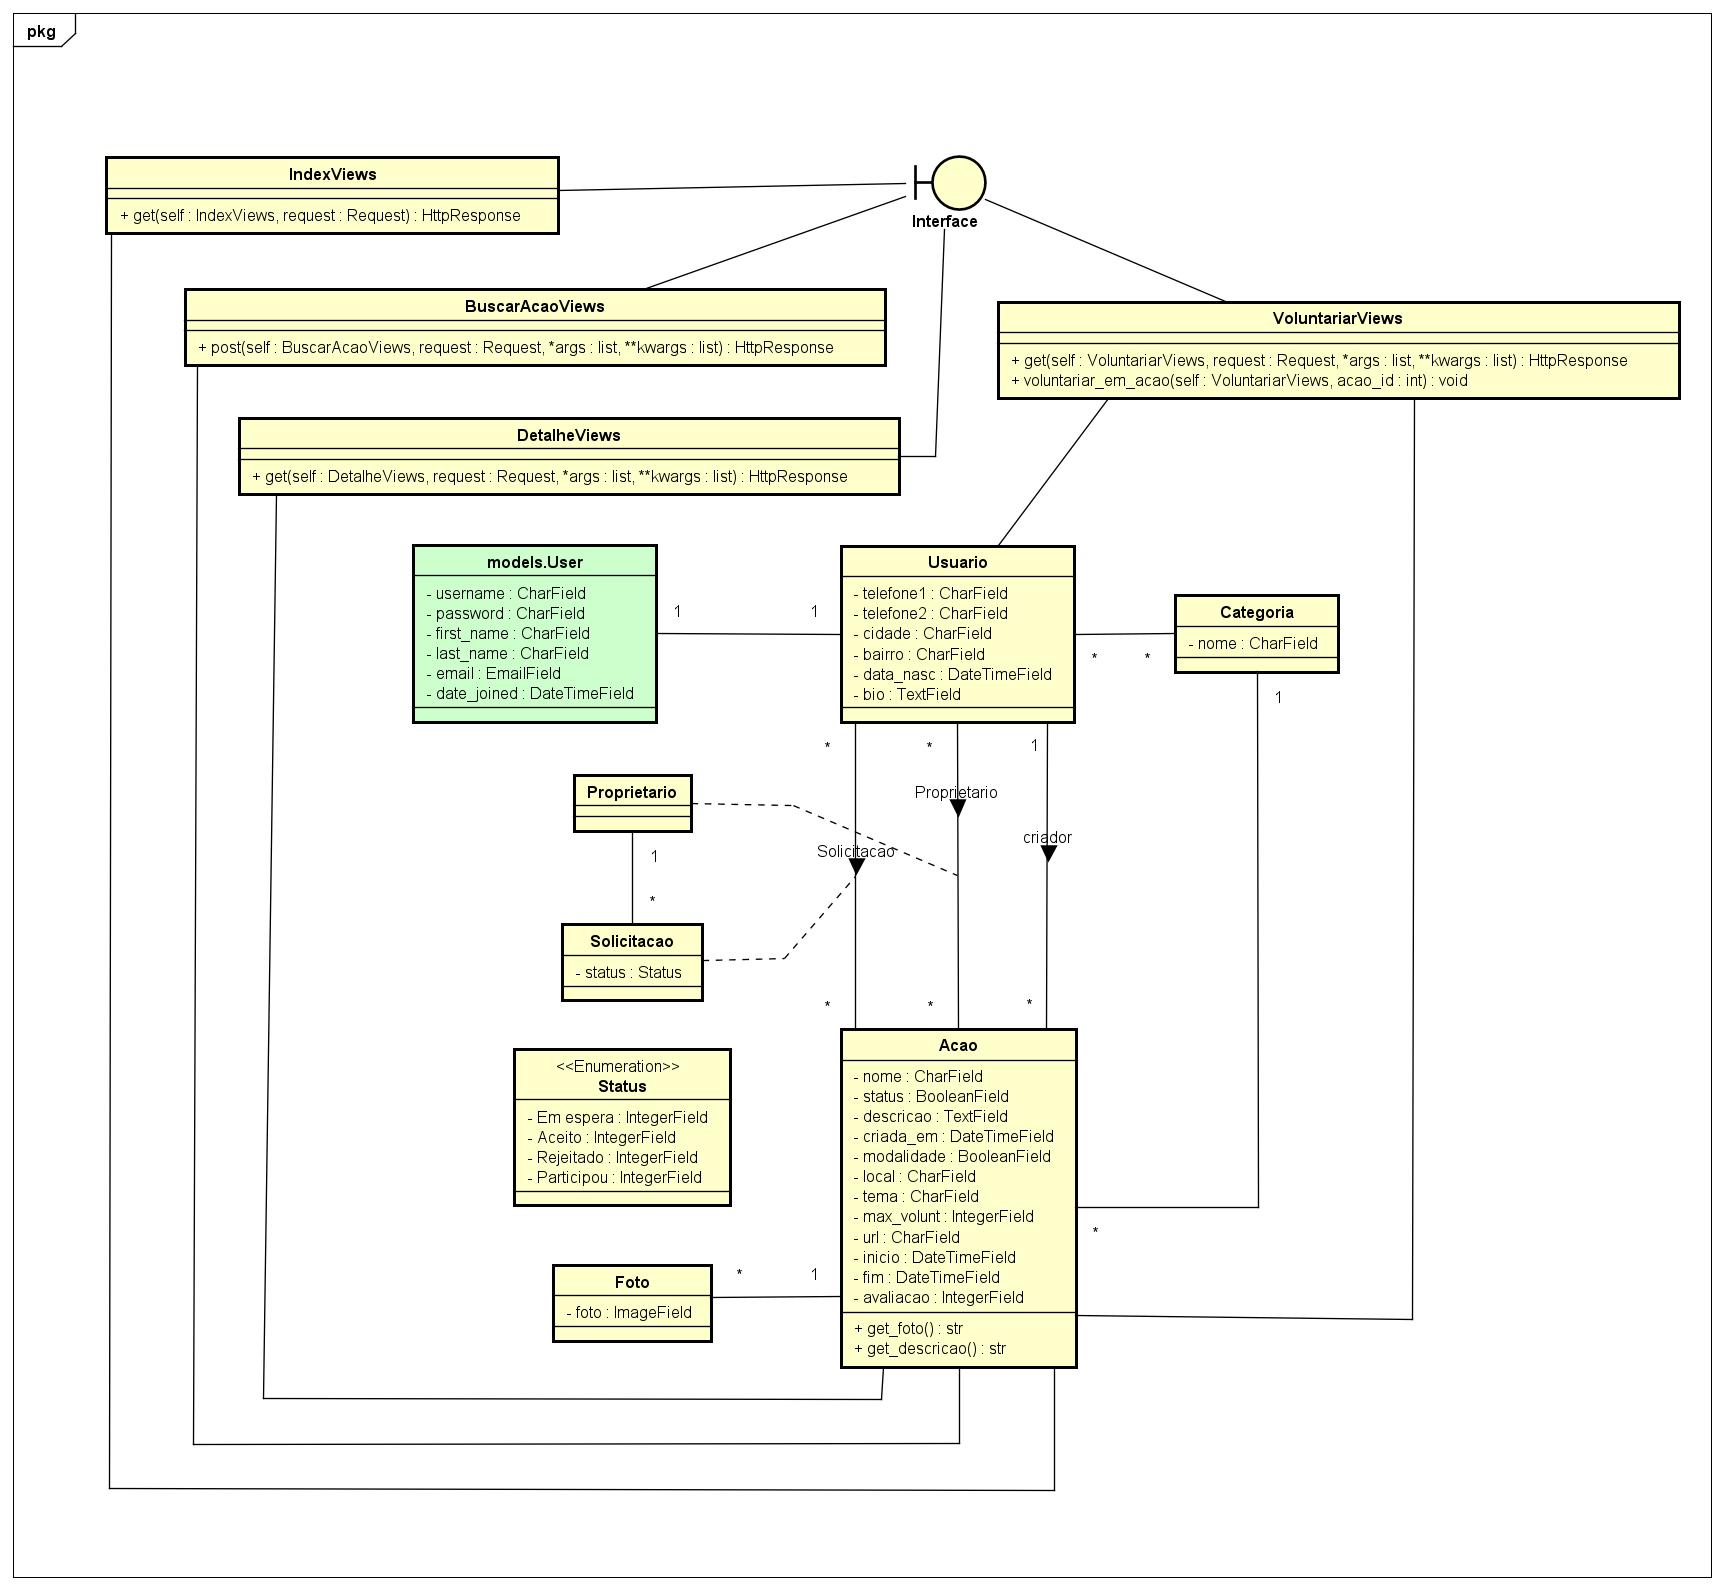 pkg
Interface
IndexViews
+ get(self : IndexViews, request : Request) : HttpResponse
BuscarAcaoViews
+ post(self : BuscarAcaoViews, request : Request, *args : list, **kwargs : list) : HttpResponse
VoluntariarViews
+ get(self : VoluntariarViews, request : Request, *args : list, **kwargs : list) : HttpResponse
+ voluntariar_em_acao(self : VoluntariarViews, acao_id : int) : void
DetalheViews
+ get(self : DetalheViews, request : Request, *args : list, **kwargs : list) : HttpResponse
models.User
- username : CharField
- password : CharField
- first_name : CharField
- last_name : CharField
- email : EmailField
- date_joined : DateTimeField
1
1
Usuario
- telefone1 : CharField
- telefone2 : CharField
- cidade : CharField
- bairro : CharField
- data_nasc : DateTimeField
- bio : TextField
*
*
Categoria
- nome : CharField
1
*
*
1
Proprietario
Solicitacao
criador
Proprietario
1
*
Solicitacao
- status : Status
*
*
*
<<Enumeration>>
Status
- Em espera : IntegerField
- Aceito : IntegerField
- Rejeitado : IntegerField
- Participou : IntegerField
Acao
- nome : CharField
- status : BooleanField
- descricao : TextField
- criada_em : DateTimeField
- modalidade : BooleanField
- local : CharField
- tema : CharField
- max_volunt : IntegerField
- url : CharField
- inicio : DateTimeField
- fim : DateTimeField
- avaliacao : IntegerField
+ get_foto() : str
+ get_descricao() : str
*
Foto
- foto : ImageField
*
1